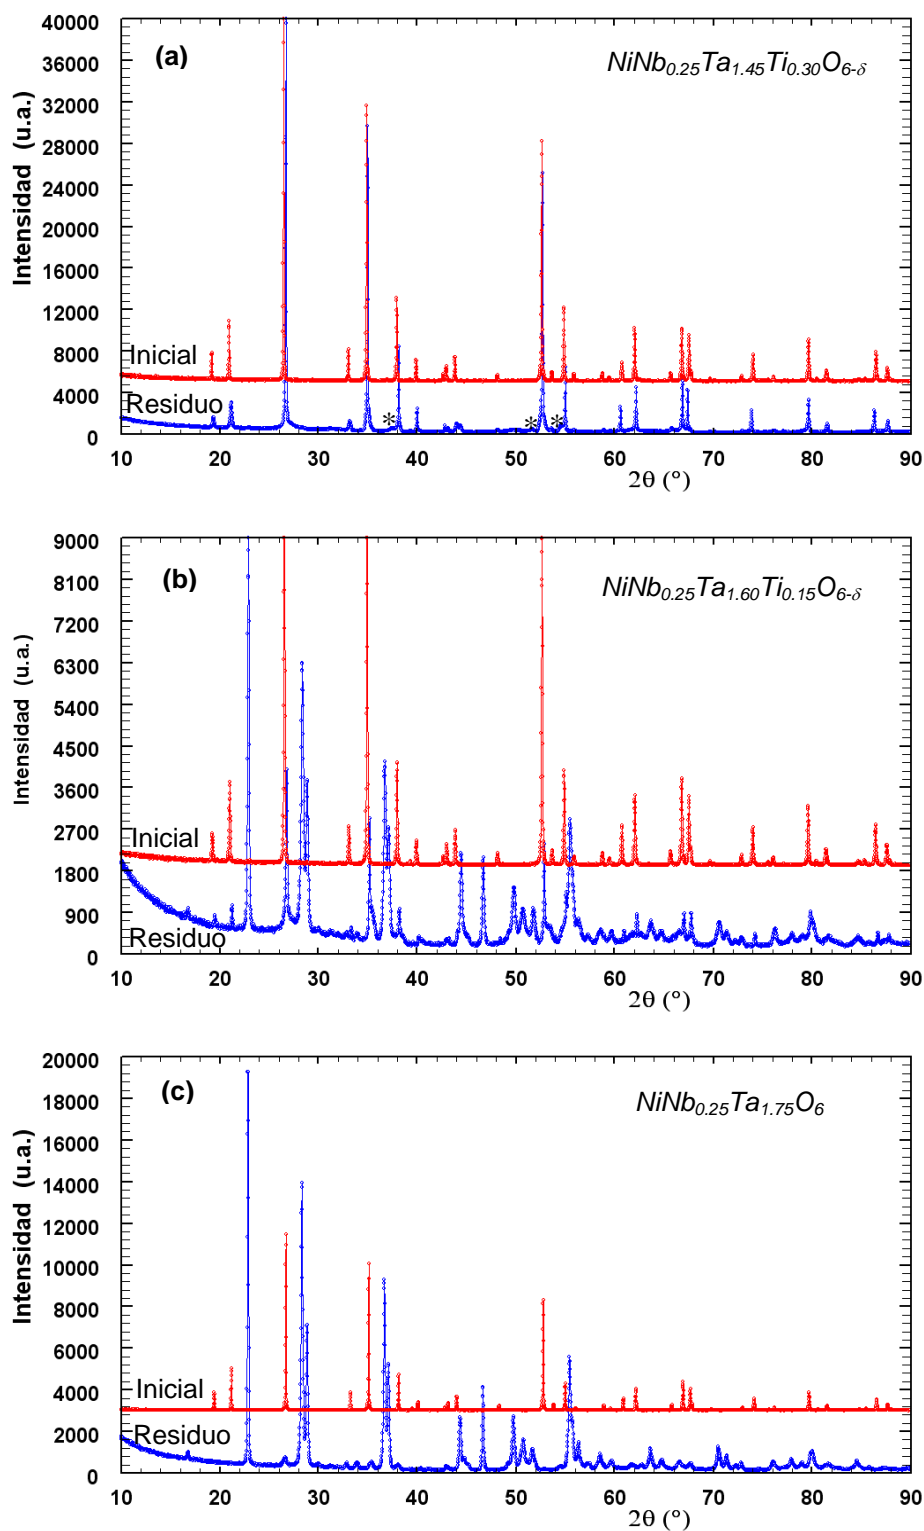 (a)
NiNb0.25Ta1.45Ti0.30O6-δ
Intensidad (u.a.)
40000
36000
32000
28000
24000
20000
16000
12000
8000
4000
0
Inicial
Residuo
* * *
10 20 30 40 50 60 70 80 90
2θ (°)
(b)
NiNb0.25Ta1.60Ti0.15O6-δ
Intensidad (u.a.)
9000
8100
7200
6300
5400
4500
3600
2700
1800
900
0
Inicial
Residuo
10 20 30 40 50 60 70 80 90
2θ (°)
(c)
NiNb0.25Ta1.75O6
Intensidad (u.a.)
20000
18000
16000
14000
12000
10000
8000
6000
4000
2000
0
Inicial
Residuo
10 20 30 40 50 60 70 80 90
2θ (°)